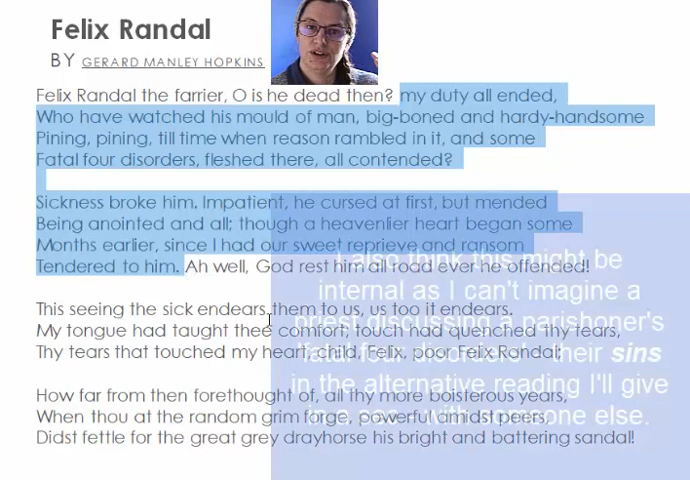 Felix Randal
BY GERARD MANLEY HOPKINS
Felix Randal the farrier, O is he dead then? my duty all ended,
Who have watched his mould of man, big-boned and hardy-handsome
Pining, pining, till time when reason rambled in it, and some
Fatal four disorders, fleshed there, all contended?
Sickness broke him. Impatient, he cursed at first, but mended
Being anointed and all; though a heavenlier heart began some
Months earlier, since I had our sweet reprieve and ransom
Tendered to him. Ah well, God rest him all road ever he offended!
This seeing the sick endears them to us, us too it endears.
My tongue had taught thee comfort, touch had quenched thy tears,
Thy tears that touched my heart, child, Felix, poor Felix Randal;
How far from then forethought of, all thy more boisterous years,
When thou at the random grim forge, powerful amidst peers,
Didst fettle for the great grey drayhorse his bright and battering sandal!
I also think this might be
internal as I can't imagine a
priest discussing a parishoner's
'fatal four disorders' their sins
in the alternative reading I'll give
with someone else.